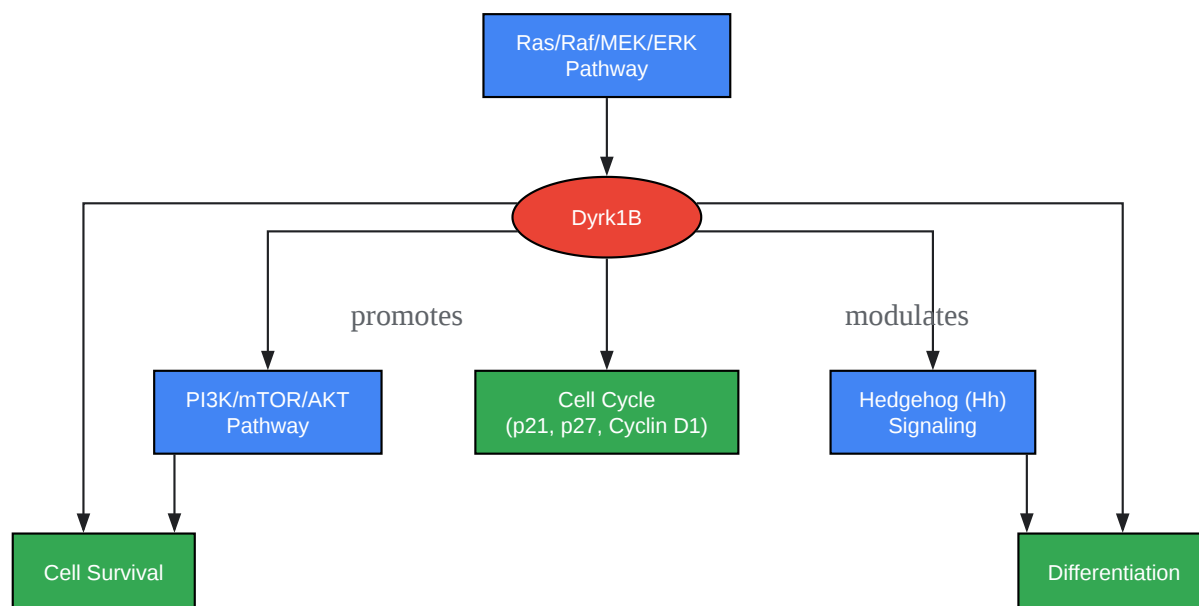 Ras/Raf/MEK/ERK
Pathway
Dyrk1B
promotes
modulates
PI3K/mTOR/AKT
Pathway
Cell Cycle
(p21, p27, Cyclin D1)
Hedgehog (Hh)
Signaling
Cell Survival
Differentiation